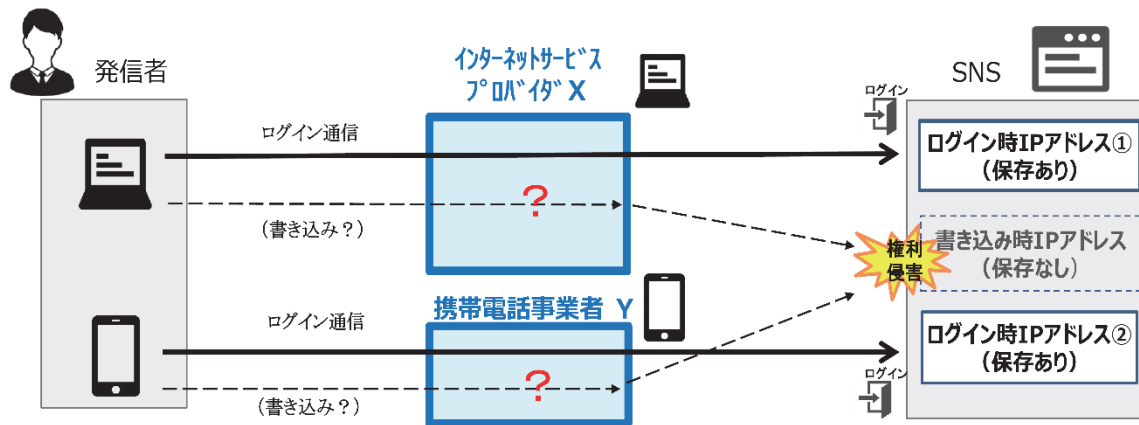 発信者
インターネットサービス
プロバイダ X
SNS
ログイン
ログイン通信
ログイン時IPアドレス①
（保存あり）
?
(書き込み？)
権利
侵害
書き込み時IPアドレス
（保存なし）
携帯電話事業者 Y
ログイン通信
ログイン時IPアドレス②
（保存あり）
ログイン
?
(書き込み？)